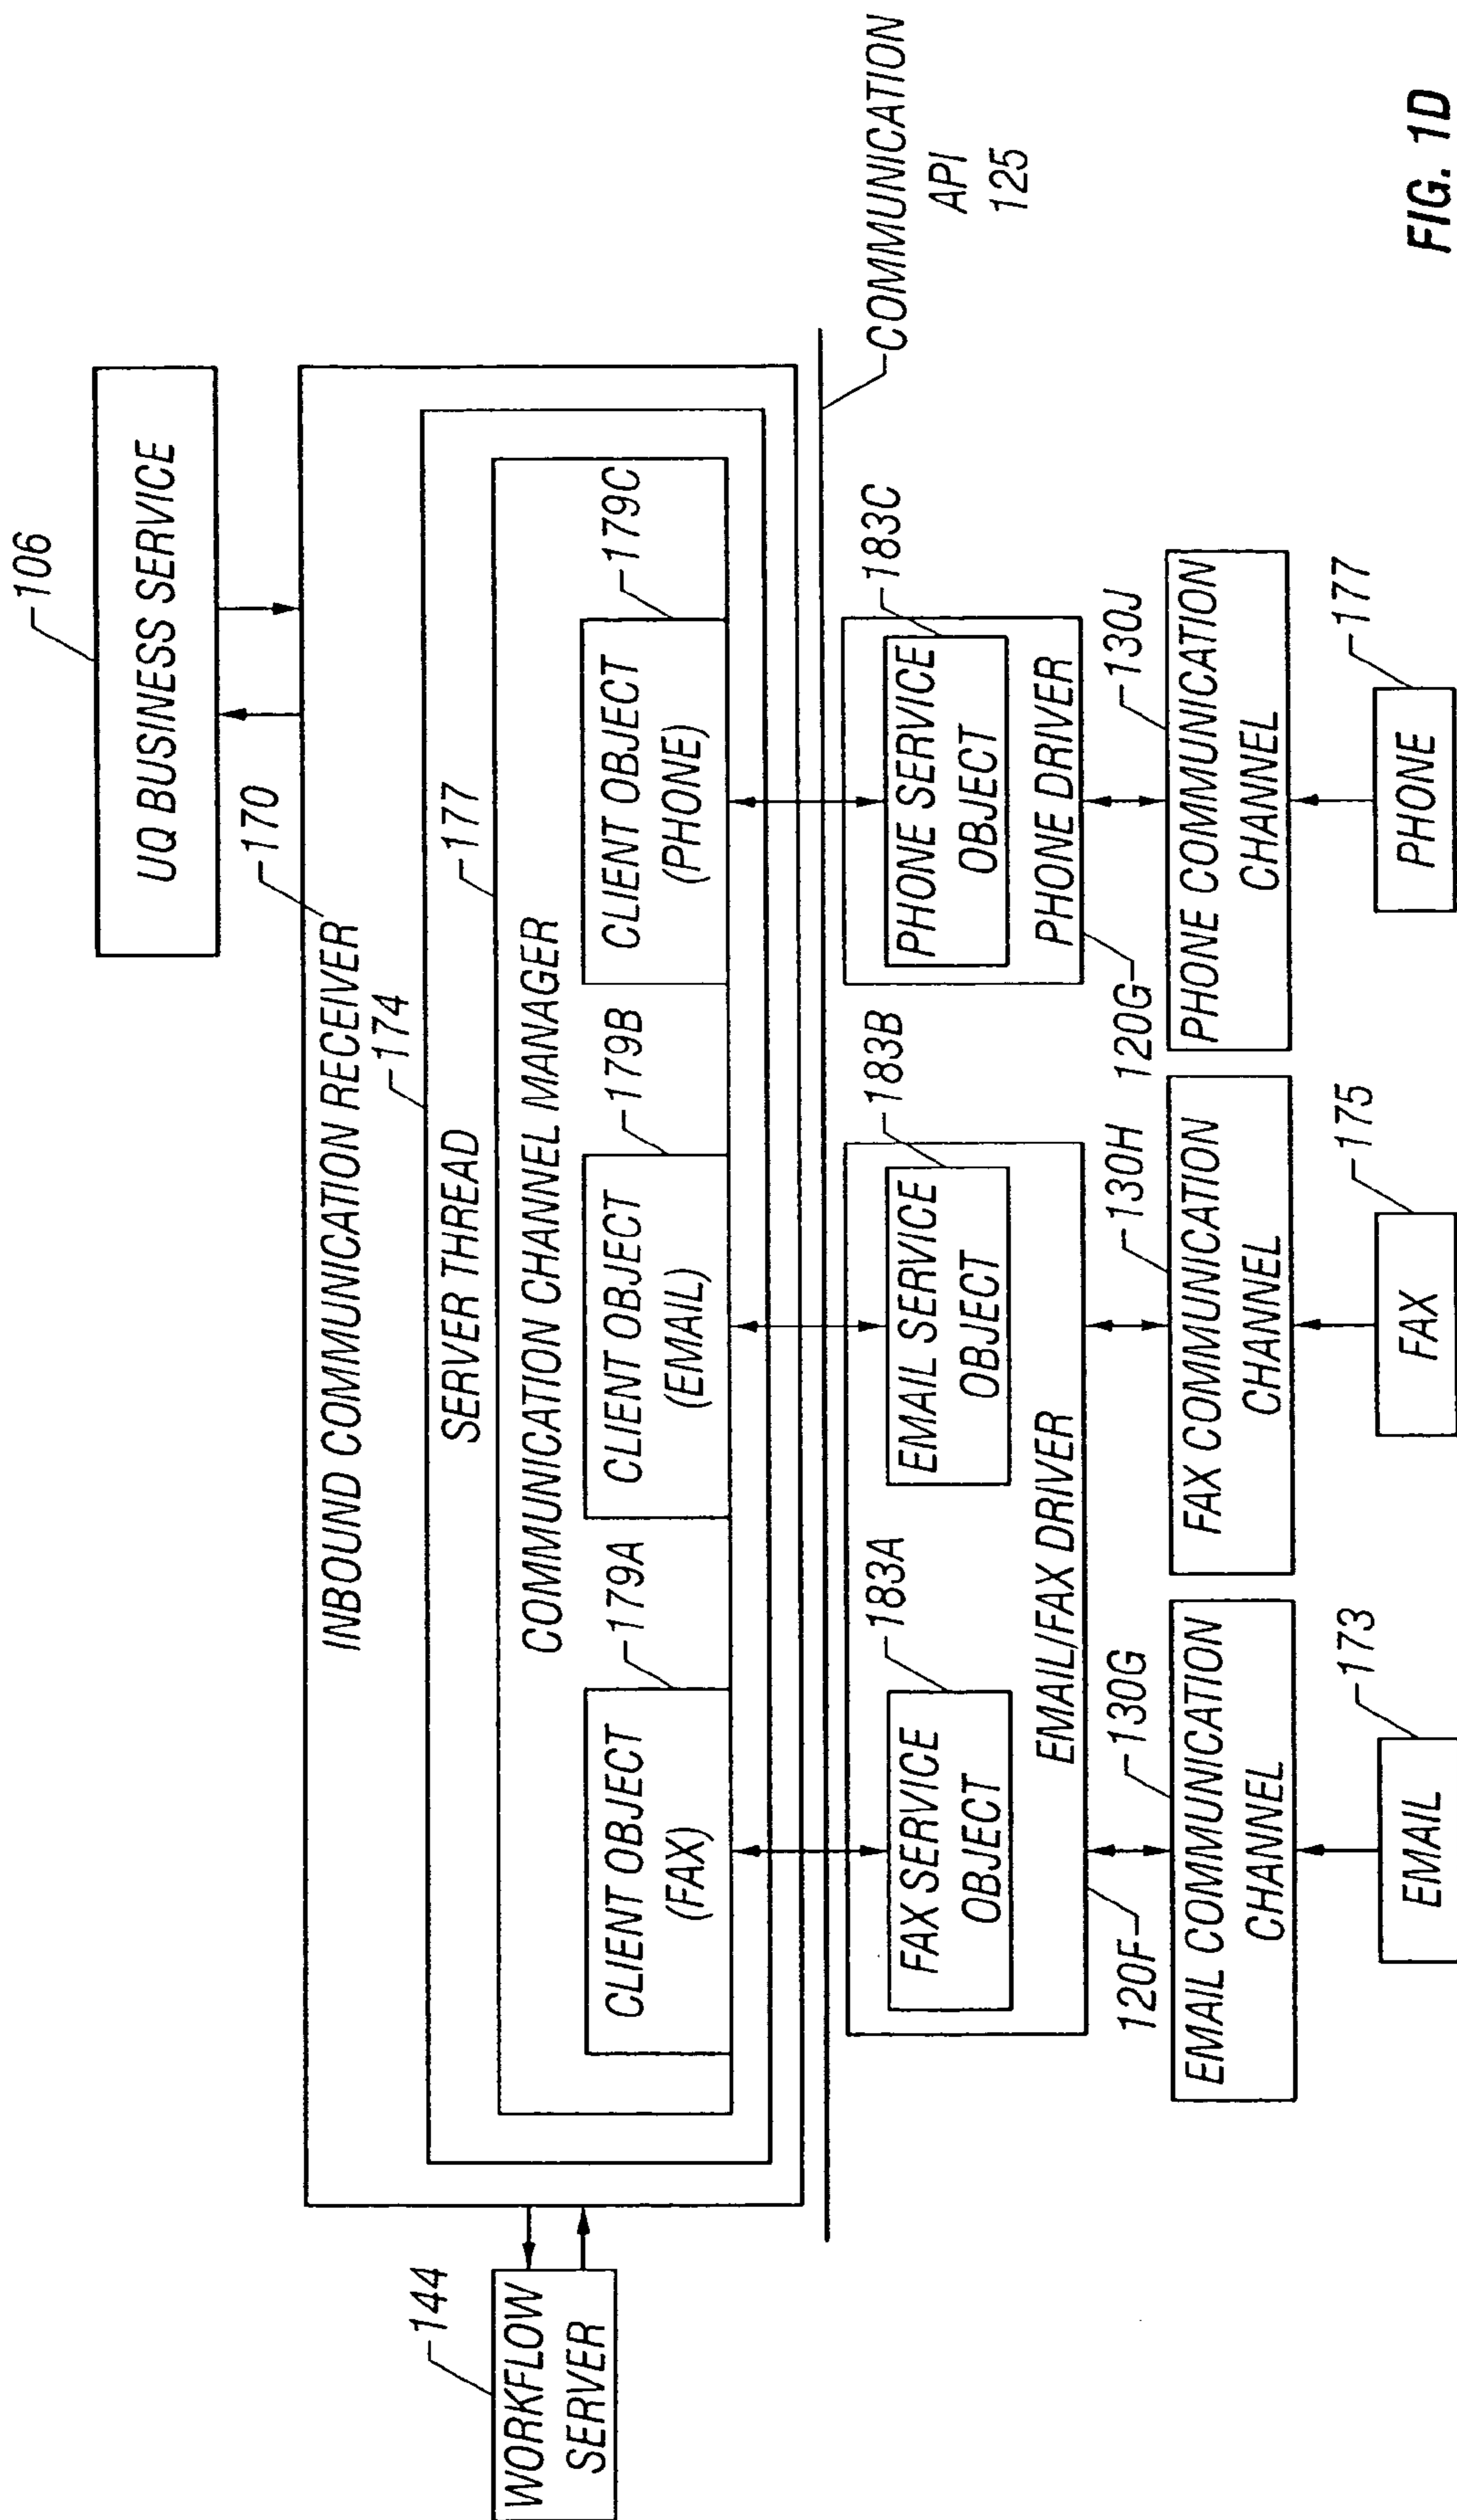 106
UQ BUSINESS SERVICE
170
INBOUND COMMUNICATION RECEIVER
174
SERVER THREAD
177
COMMUNICATION CHANNEL MANAGER
144
WORKFLOW
SERVER
CLIENT OBJECT
(FAX)
179A
CLIENT OBJECT
(EMAIL)
179B
CLIENT OBJECT
(PHONE)
179C
COMMUNICATION
API
125
FAX SERVICE
OBJECT
183A
EMAIL SERVICE
OBJECT
183B
EMAIL/FAX DRIVER
PHONE SERVICE
OBJECT
183C
PHONE DRIVER
120F
130G
130H
120G
130J
EMAIL COMMUNICATION
CHANNEL
FAX COMMUNICATION
CHANNEL
PHONE COMMUNICATION
CHANNEL
173
EMAIL
175
FAX
177
PHONE
FIG. 1D